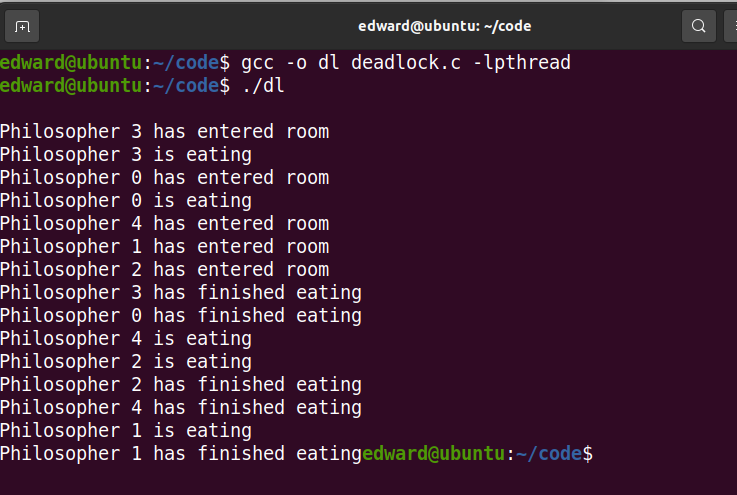 edward@ubuntu: ~/code
edward@ubuntu:~/code$ gcc -o dl deadlock.c -lpthread
edward@ubuntu:~/code$ ./dl
Philosopher 3 has entered room
Philosopher 3 is eating
Philosopher 0 has entered room
Philosopher 0 is eating
Philosopher 4 has entered room
Philosopher 1 has entered room
Philosopher 2 has entered room
Philosopher 3 has finished eating
Philosopher 0 has finished eating
Philosopher 4 is eating
Philosopher 2 is eating
Philosopher 2 has finished eating
Philosopher 4 has finished eating
Philosopher 1 is eating
Philosopher 1 has finished eatingedward@ubuntu:~/code$